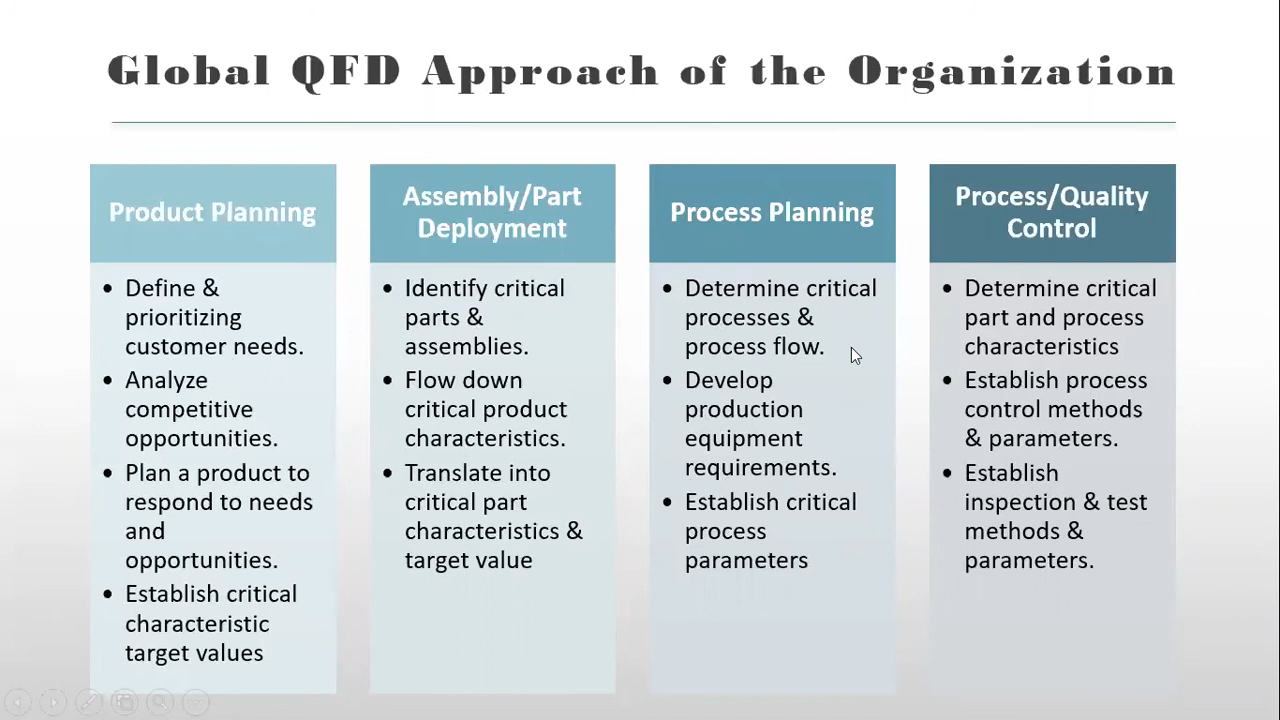 Global QFD Approach of the Organization
Product Planning
• Define &
prioritizing
customer needs.
• Analyze
competitive
opportunities.
• Plan a product to
respond to needs
and
opportunities.
• Establish critical
characteristic
target values
Assembly/Part
Deployment
• Identify critical
parts &
assemblies.
• Flow down
critical product
characteristics.
• Translate into
critical part
characteristics &
target value
Process Planning
• Determine critical
processes &
process flow.
• Develop
production
equipment
requirements.
• Establish critical
process
parameters
Process/Quality
Control
• Determine critical
part and process
characteristics
• Establish process
control methods
& parameters.
• Establish
inspection & test
methods &
parameters.